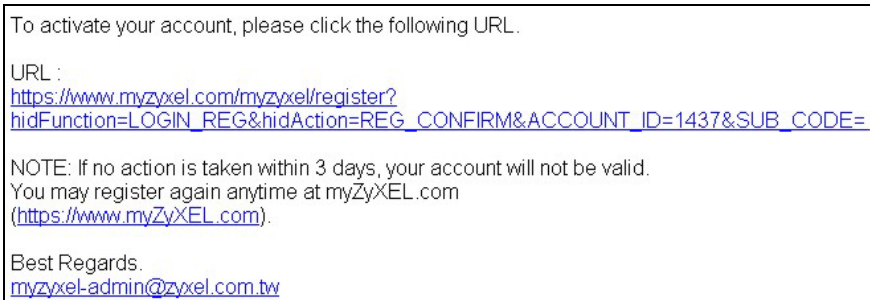 To activate your account, please click the following URL.
URL :
https://www.myzyxel.com/myzyxel/register?
hidFunction=LOGIN_REG&hidAction=REG_CONFIRM&ACCOUNT_ID=1437&SUB_CODE=
NOTE: If no action is taken within 3 days, your account will not be valid.
You may register again anytime at myZyXEL.com
(https://www.myZyXEL.com).
Best Regards.
myzyxel-admin@zyxel.com.tw